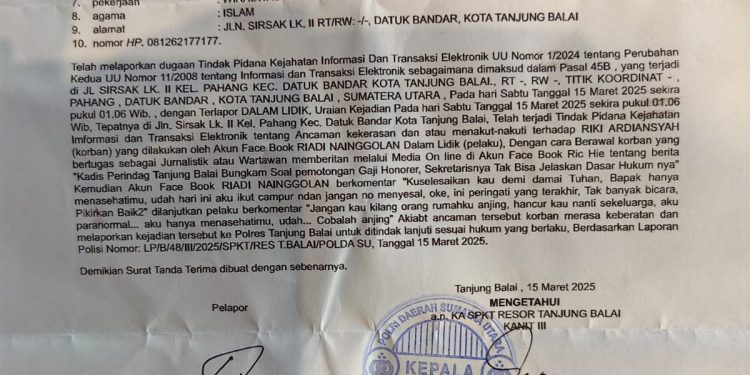 7. pekerjaan
8. agama : ISLAM
9. alamat : JLN. SIRSAK LK. II RT/RW: -/-, DATUK BANDAR, KOTA TANJUNG BALAI
10. nomor HP. 081262177177.
Telah melaporkan dugaan Tindak Pidana Kejahatan Informasi Dan Transaksi Elektronik UU Nomor 1/2024 tentang Perubahan
Kedua UU Nomor 11/2008 tentang Informasi dan Transaksi Elektronik sebagaimana dimaksud dalam Pasal 45B , yang terjadi
di JL SIRSAK LK. II KEL. PAHANG KEC. DATUK BANDAR KOTA TANJUNG BALAI., RT -, RW -, TITIK KOORDINAT - ,
PAHANG , DATUK BANDAR , KOTA TANJUNG BALAI , SUMATERA UTARA , Pada hari Sabtu Tanggal 15 Maret 2025 sekira
pukul 01.06 Wib. , dengan Terlapor DALAM LIDIK, Uraian Kejadian Pada hari Sabtu Tanggal 15 Maret 2025 sekira pukul 01.06
Wib, Tepatnya di Jln. Sirsak Lk. II Kel. Pahang Kec. Datuk Bandar Kota Tanjung Balai, Telah terjadi Tindak Pidana Kejahatan
Informasi dan Transaksi Elektronik tentang Ancaman kekerasan dan atau menakut-nakuti terhadap RIKI ARDIANSYAH
(korban) yang dilakukan oleh Akun Face Book RIADI NAINGGOLAN Dalam Lidik (pelaku), Dengan cara Berawal korban yang
bertugas sebagai Jurnalistik atau Wartawan memberitan melalui Media On line di Akun Face Book Ric Hie tentang berita
"Kadis Perindag Tanjung Balai Bungkam Soal pemotongan Gaji Honorer, Sekretarisnya Tak Bisa Jelaskan Dasar Hukum nya"
Kemudian Akun Face Book RIADI NAINGGOLAN berkomentar "Kuselesaikan kau demi damai Tuhan, Bapak hanya
menasehatimu, udah hari ini aku ikut campur ndan jangan no menyesal, oke, ini peringati yang terakhir, Tak banyak bicara,
Pikirkan Baik2" dilanjutkan pelaku berkomentar "Jangan kau kilang orang rumahku anjing, hancur kau nanti sekeluarga, aku
paranormal... aku hanya menasehatimu, udah... Cobalah anjing" Akiabt ancaman tersebut korban merasa keberatan dan
melaporkan kejadian tersebut ke Polres Tanjung Balai untuk ditindak lanjuti sesuai hukum yang berlaku, Berdasarkan Laporan
Polisi Nomor: LP/B/48/III/2025/SPKT/RES T.BALAI/POLDA SU, Tanggal 15 Maret 2025.
Demikian Surat Tanda Terima dibuat dengan sebenarnya.
Tanjung Balai , 15 Maret 2025
Pelapor
MENGETAHUI
a.n. KA SPKT RESOR TANJUNG BALAI
KANIT III
POLRI DAERAH SUMATRA UTARA
KEPALA